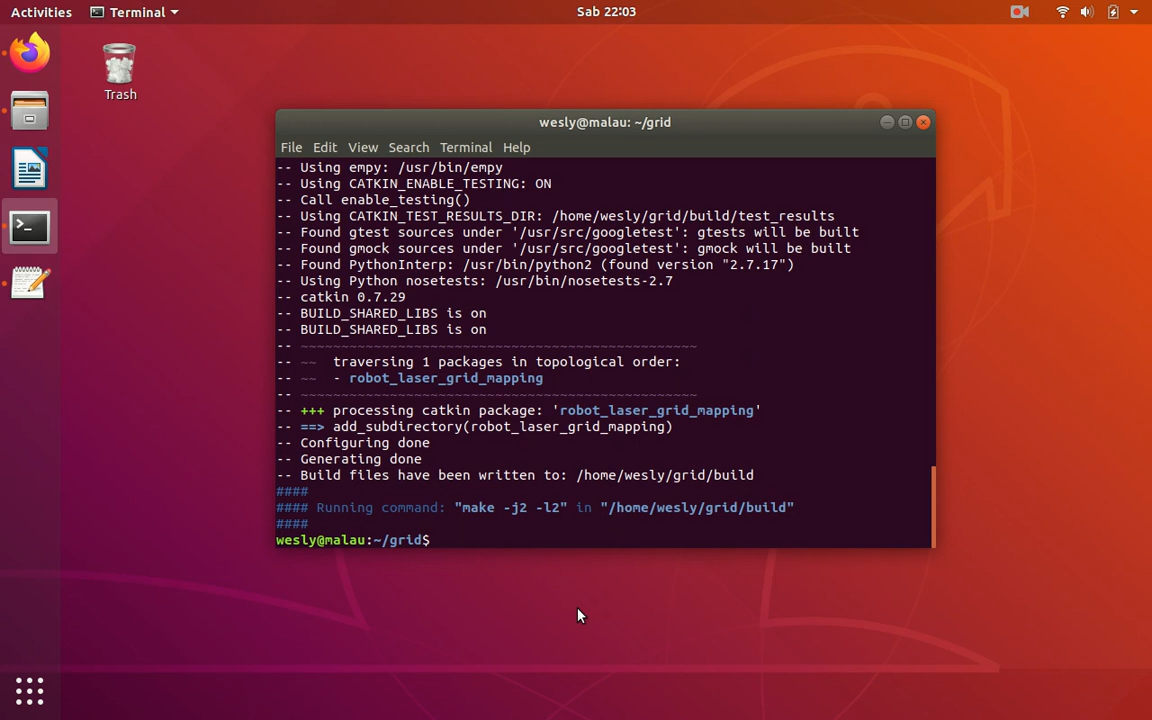 Activities
Terminal
Sab 22:03
Trash
wesly@malau: ~/grid
File Edit View Search Terminal Help
-- Using empy: /usr/bin/empy
-- Using CATKIN_ENABLE_TESTING: ON
-- Call enable_testing()
-- Using CATKIN_TEST_RESULTS_DIR: /home/wesly/grid/build/test_results
-- Found gtest sources under '/usr/src/googletest': gtests will be built
-- Found gmock sources under '/usr/src/googletest': gmock will be built
-- Found PythonInterp: /usr/bin/python2 (found version "2.7.17")
-- Using Python nosetests: /usr/bin/nosetests-2.7
-- catkin 0.7.29
-- BUILD_SHARED_LIBS is on
-- BUILD_SHARED_LIBS is on
-- ~~~~~~~~~~~~~~~~~~~~~~~~~~~~~~~~~~~~~~~~~~~~~~~~~
-- ~~  traversing 1 packages in topological order:
-- ~~  - robot_laser_grid_mapping
-- ~~~~~~~~~~~~~~~~~~~~~~~~~~~~~~~~~~~~~~~~~~~~~~~~~
-- +++ processing catkin package: 'robot_laser_grid_mapping'
-- ==> add_subdirectory(robot_laser_grid_mapping)
-- Configuring done
-- Generating done
-- Build files have been written to: /home/wesly/grid/build
####
#### Running command: "make -j2 -l2" in "/home/wesly/grid/build"
####
wesly@malau:~/grid$